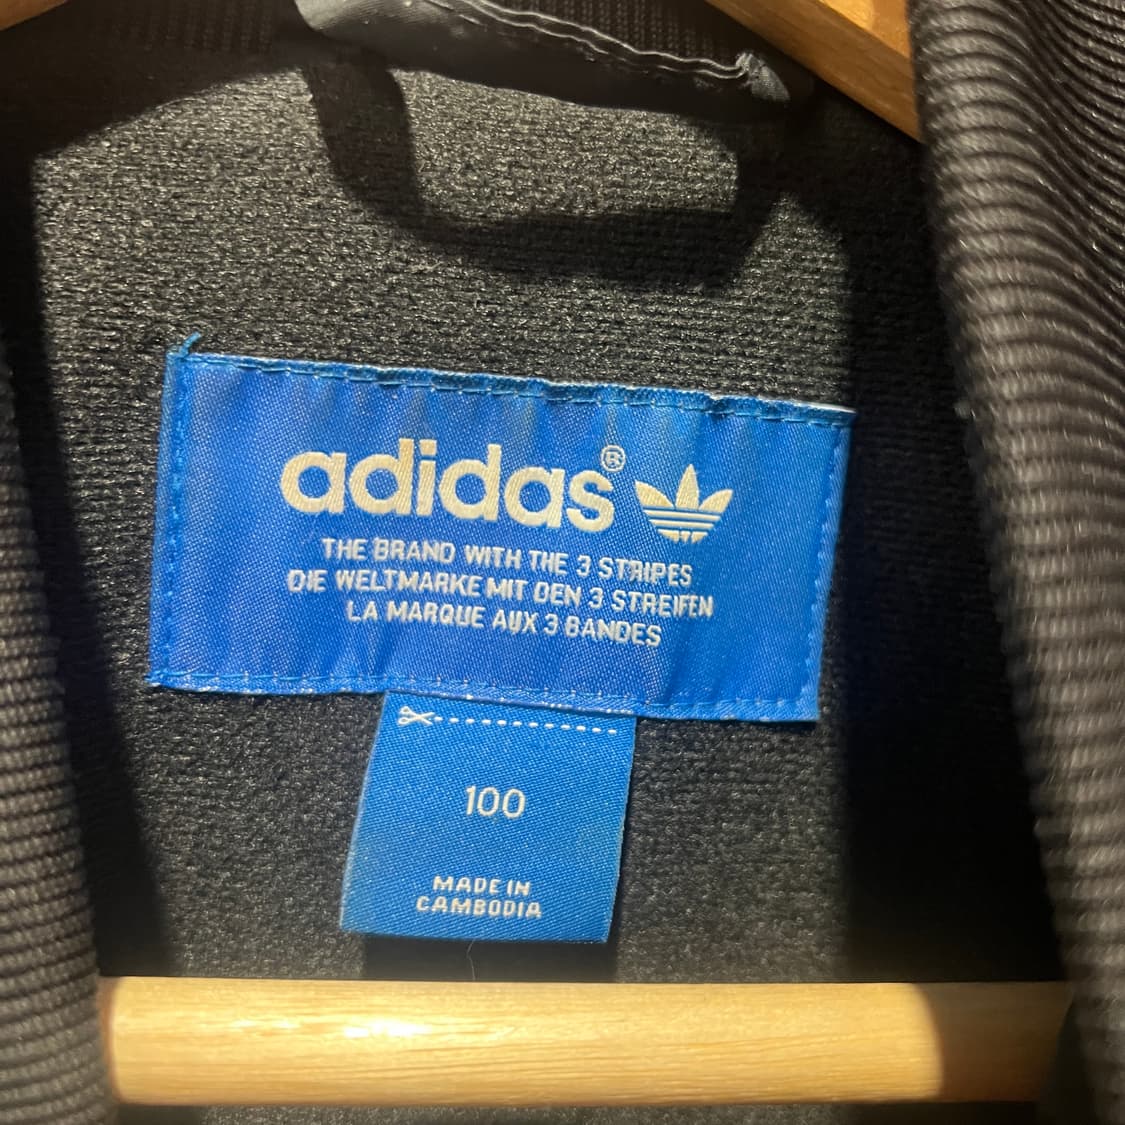 adidas®
THE BRAND WITH THE 3 STRIPES
DIE WELTMARKE MIT DEN 3 STREIFEN
LA MARQUE AUX 3 BANDES
100
MADE IN
CAMBODIA